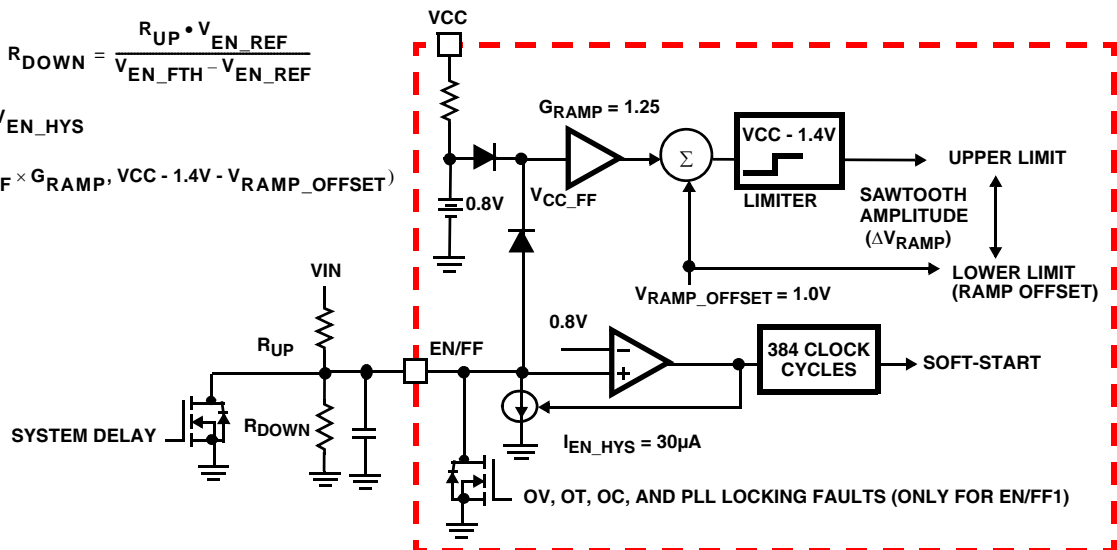 R_DOWN = R_UP • V_EN_REF / V_EN_FTH – V_EN_REF
EN_HYS
× G_RAMP, VCC - 1.4V - V_RAMP_OFFSET)
VCC
G_RAMP = 1.25
Σ
VCC - 1.4V
LIMITER
UPPER LIMIT
0.8V
V_CC_FF
SAWTOOTH
AMPLITUDE
(ΔV_RAMP)
LOWER LIMIT
(RAMP OFFSET)
V_RAMP_OFFSET = 1.0V
VIN
R_UP
EN/FF
0.8V
−
+
384 CLOCK
CYCLES
SOFT-START
SYSTEM DELAY
R_DOWN
I_EN_HYS = 30µA
OV, OT, OC, AND PLL LOCKING FAULTS (ONLY FOR EN/FF1)